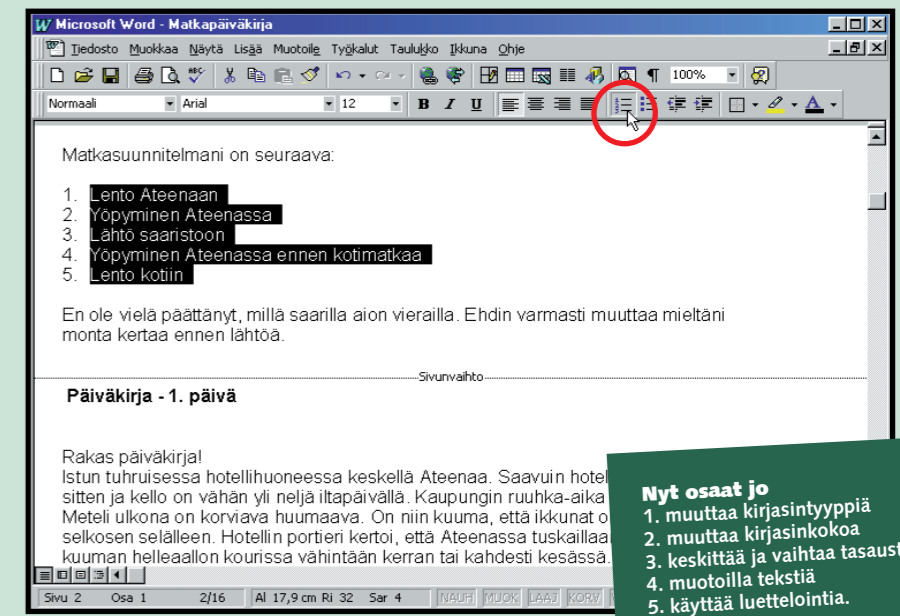 Microsoft Word - Matkapäiväkirja
Tiedosto Muokkaa Näytä Lisää Muotoile Työkalut Taulukko Ikkuna Ohje
100%
Normaali Arial 12 B I U
Matkasuunnitelmani on seuraava:
1. Lento Ateenaan
2. Yöpyminen Ateenassa
3. Lähtö saaristoon
4. Yöpyminen Ateenassa ennen kotimatkaa
5. Lento kotiin
En ole vielä päättänyt, millä saarilla aion vierailla. Ehdin varmasti muuttaa mieltäni
monta kertaa ennen lähtöä.
Sivunvaihto
Päiväkirja - 1. päivä
Rakas päiväkirja!
Istun tuhruisessa hotellihuoneessa keskellä Ateenaa. Saavuin hotel
sitten ja kello on vähän yli neljä iltapäivällä. Kaupungin ruuhka-aika
Meteli ulkona on korviava huumaava. On niin kuuma, että ikkunat o
selkosen selälleen. Hotellin portieri kertoi, että Ateenassa tuskaillaa
kuuman helleaallon kourissa vähintään kerran tai kahdesti kesässä.
Sivu 2 Osa 1 2/16 Al 17,9 cm Ri 32 Sar 4 NAUH MUOK LAAJ KORV
Nyt osaat jo
1. muuttaa kirjasintyyppiä
2. muuttaa kirjasinkokoa
3. keskittää ja vaihtaa tasaust
4. muotoilla tekstiä
5. käyttää luettelointia.